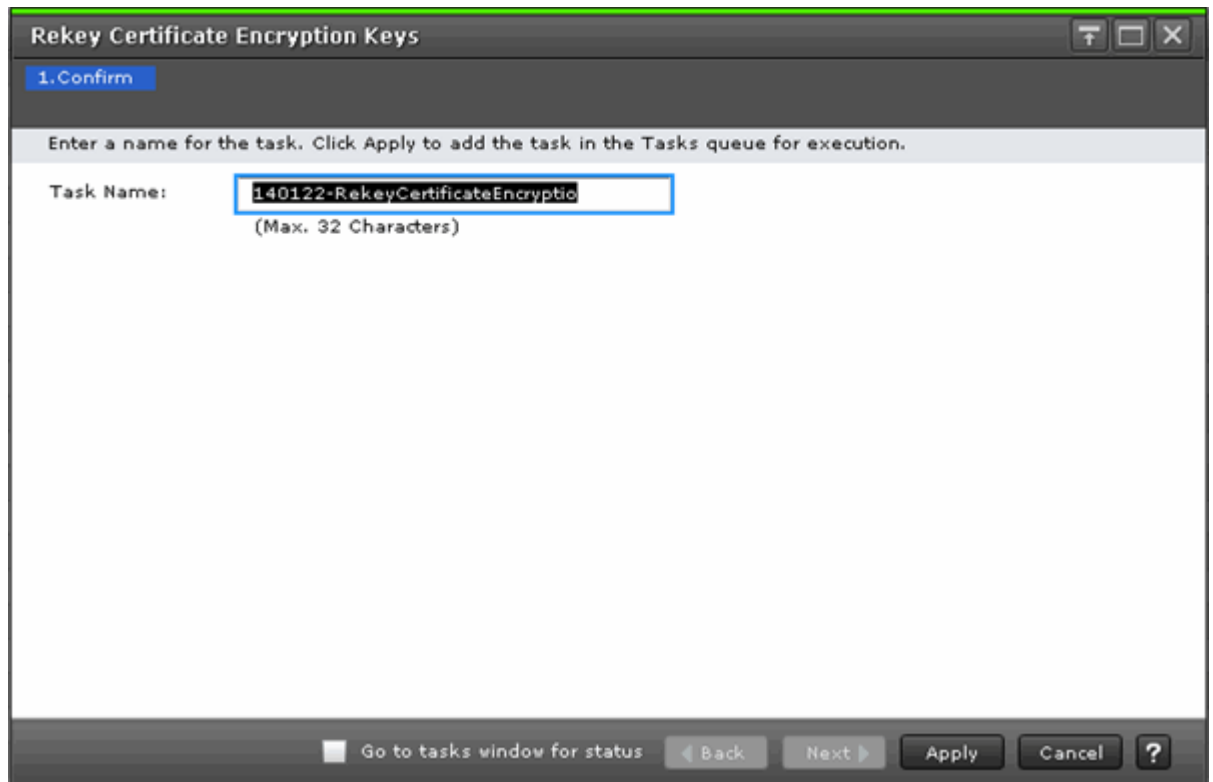 Rekey Certificate Encryption Keys
1.Confirm
Enter a name for the task. Click Apply to add the task in the Tasks queue for execution.
Task Name: 140122-RekeyCertificateEncryptio
(Max. 32 Characters)
Go to tasks window for status Back Next Apply Cancel ?